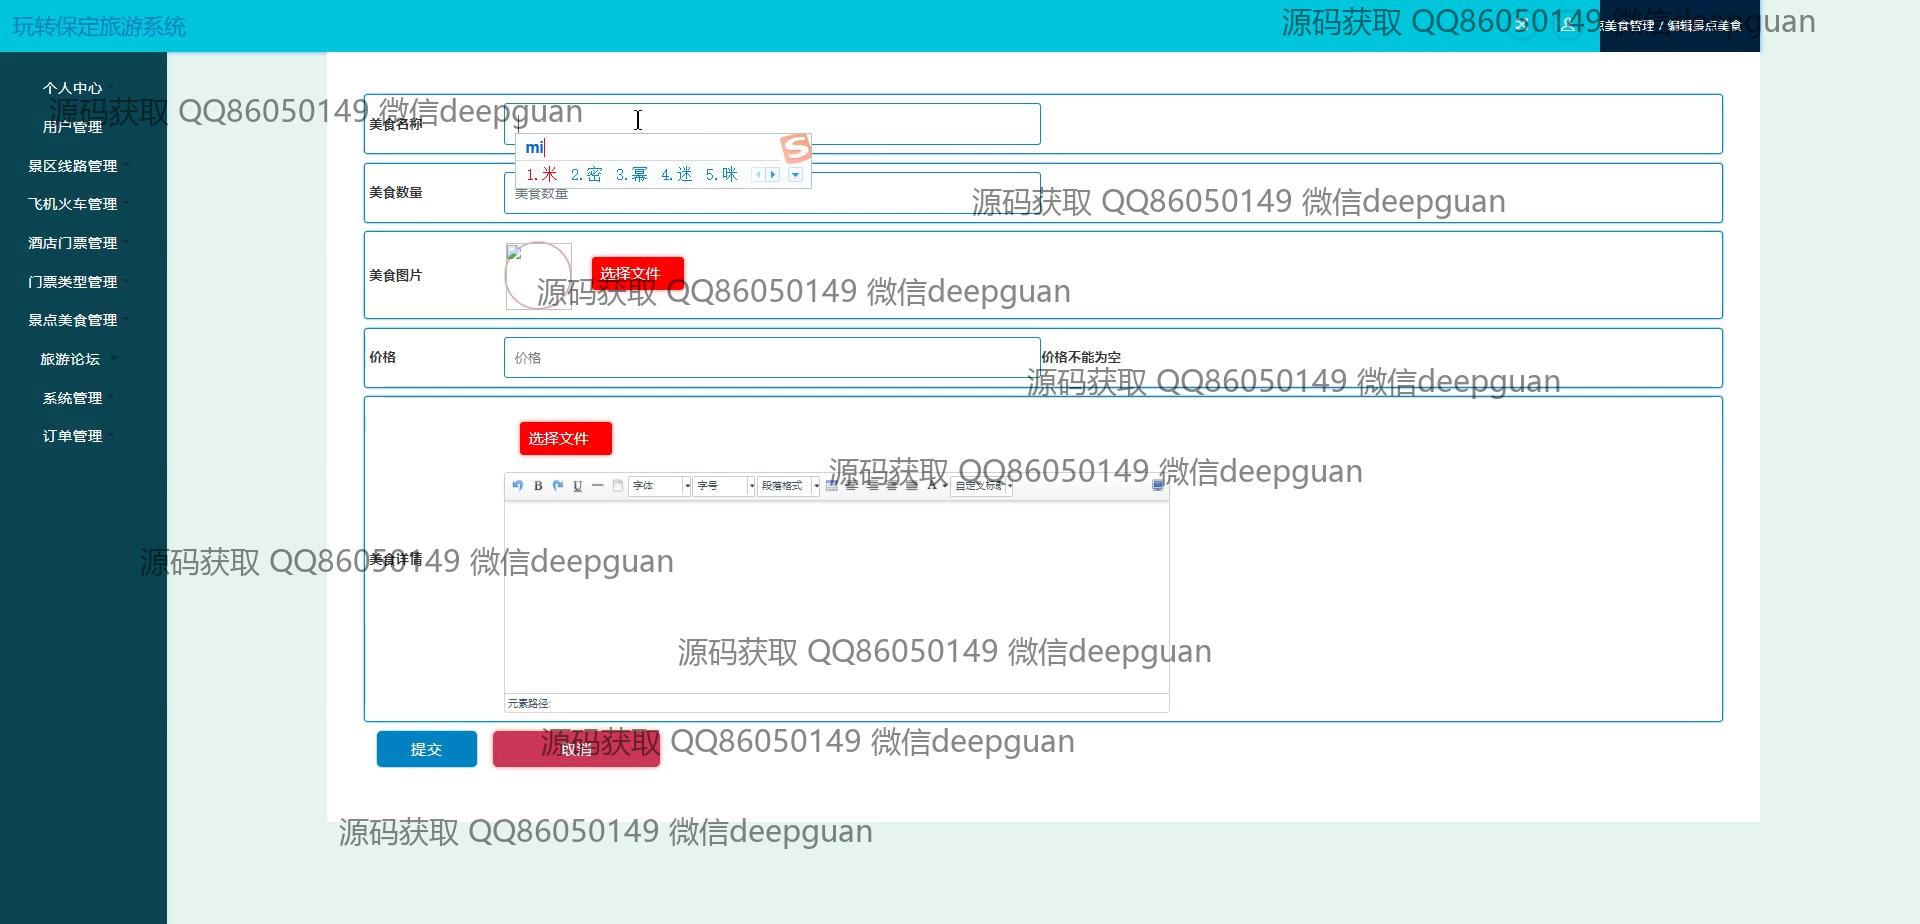 玩转保定旅游系统
源码获取 QQ86050149 微信deepguan
点美食管理 / 编辑景点美食
个人中心
用户管理
景区线路管理
飞机火车管理
酒店门票管理
门票类型管理
景点美食管理
旅游论坛
系统管理
订单管理
源码获取 QQ86050149 微信deepguan
美食名称
mi
1.米 2.密 3.幂 4.迷 5.咪
美食数量
美食数量
源码获取 QQ86050149 微信deepguan
美食图片
选择文件
源码获取 QQ86050149 微信deepguan
价格
价格
价格不能为空
源码获取 QQ86050149 微信deepguan
选择文件
源码获取 QQ86050149 微信deepguan
B U 字体 字号 段落格式 A 自定义标题
美食详情
源码获取 QQ86050149 微信deepguan
源码获取 QQ86050149 微信deepguan
元素路径:
提交
取消
源码获取 QQ86050149 微信deepguan
源码获取 QQ86050149 微信deepguan